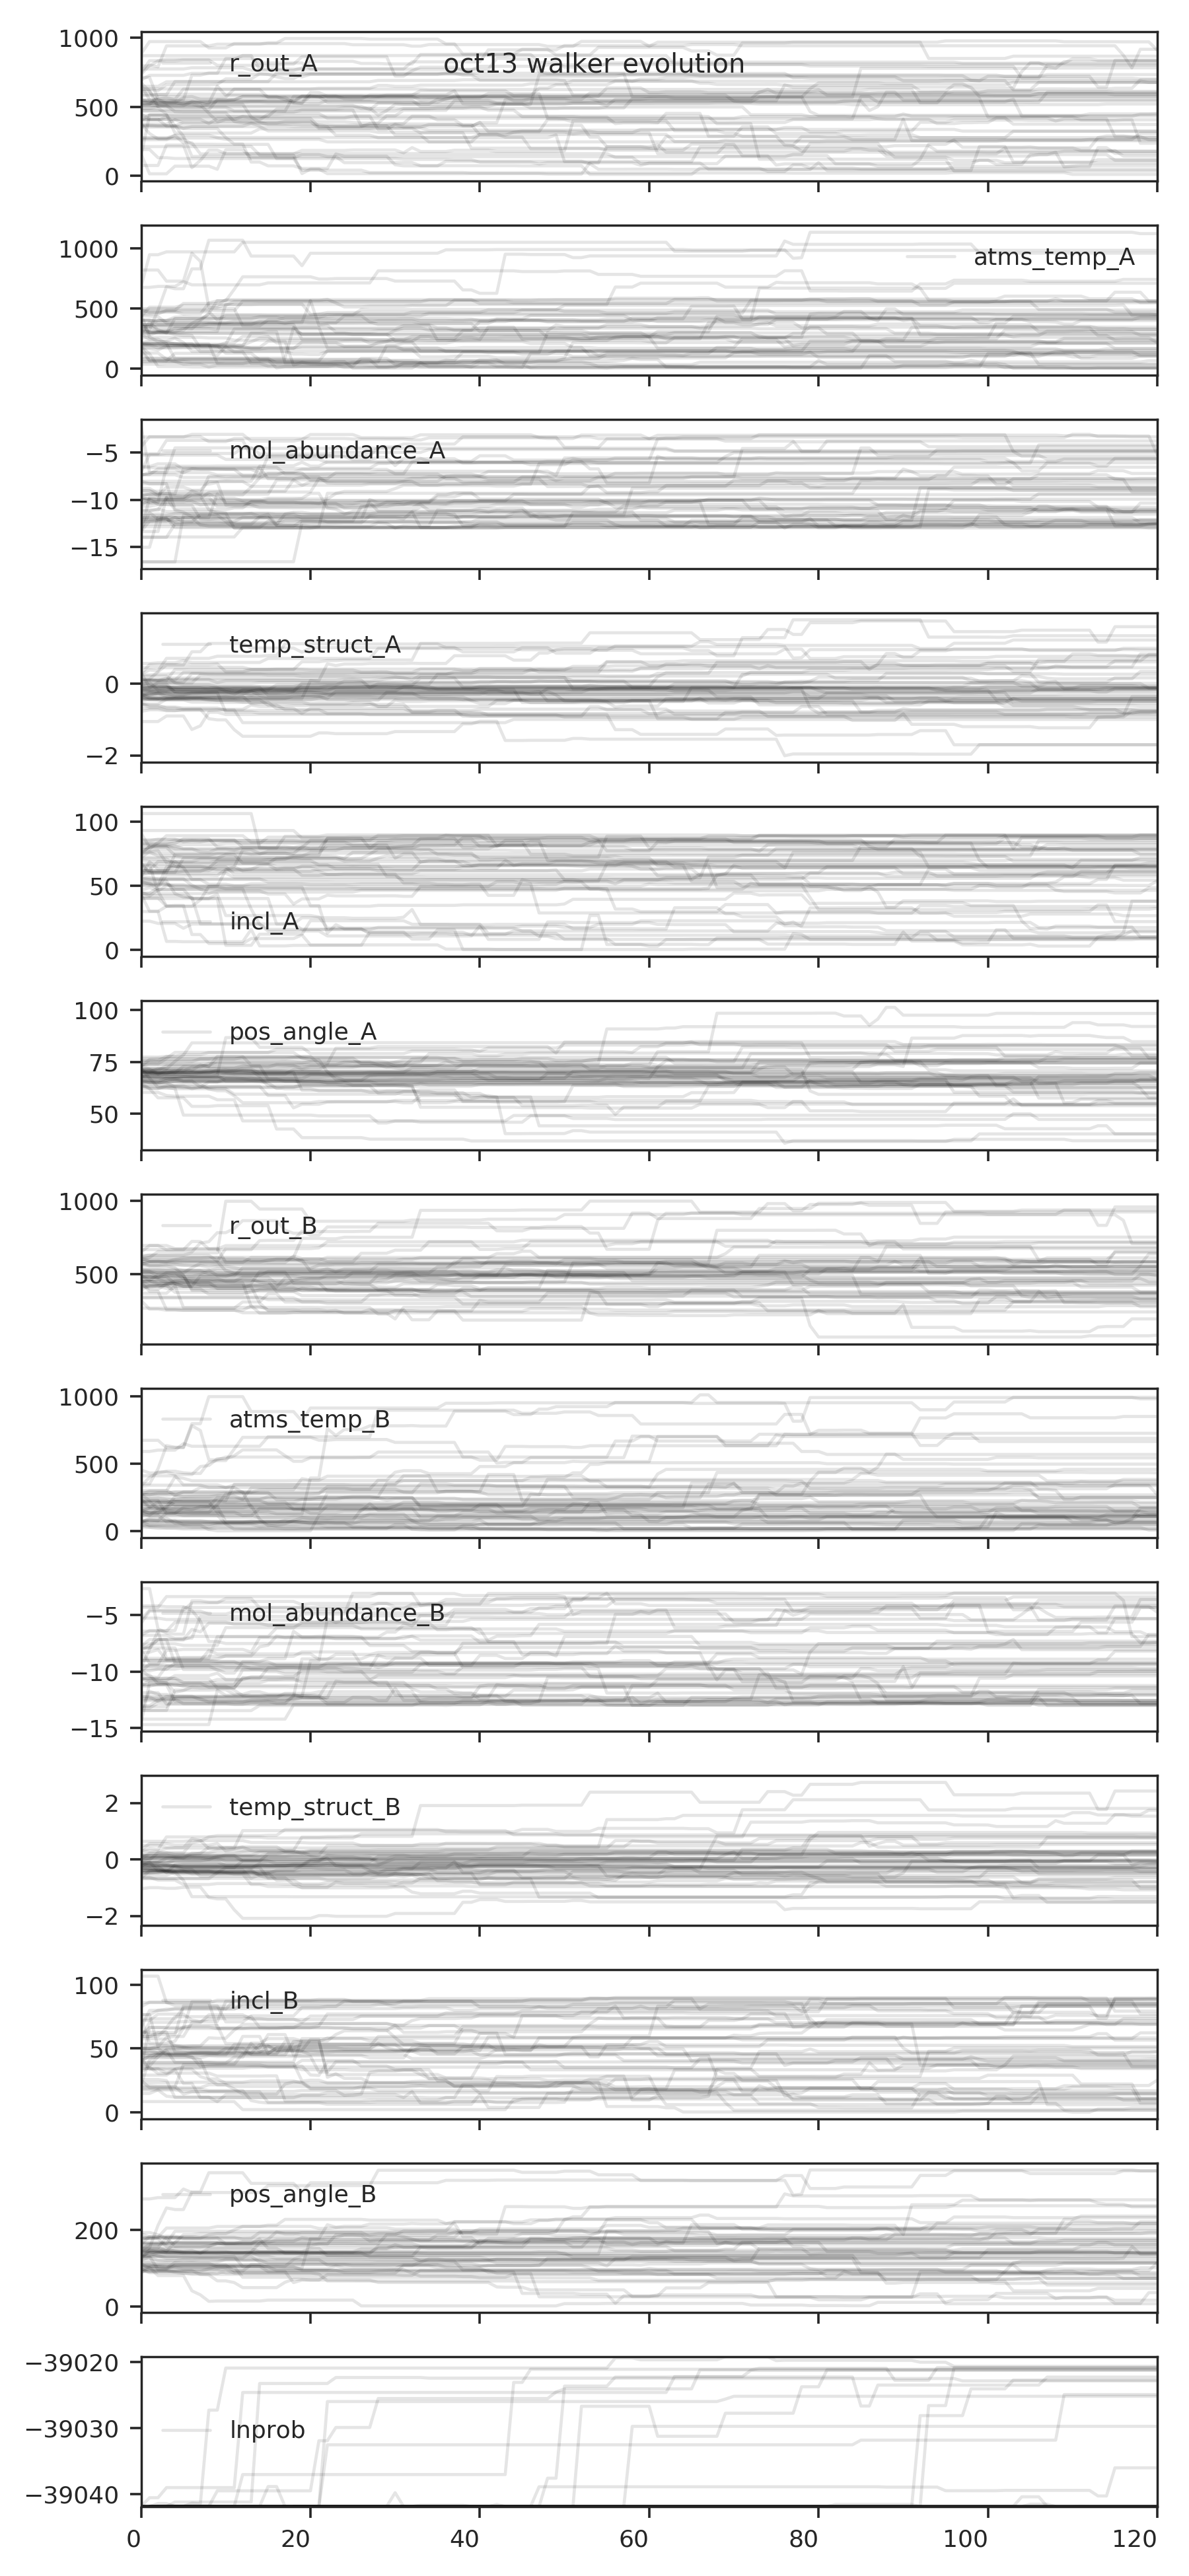 oct13 walker evolution
1000
500
0
r_out_A
1000
500
0
atms_temp_A
−5
−10
−15
mol_abundance_A
0
−2
temp_struct_A
100
50
0
incl_A
100
75
50
pos_angle_A
1000
500
r_out_B
1000
500
0
atms_temp_B
−5
−10
−15
mol_abundance_B
2
0
−2
temp_struct_B
100
50
0
incl_B
200
0
pos_angle_B
−39020
−39030
−39040
lnprob
0 20 40 60 80 100 120